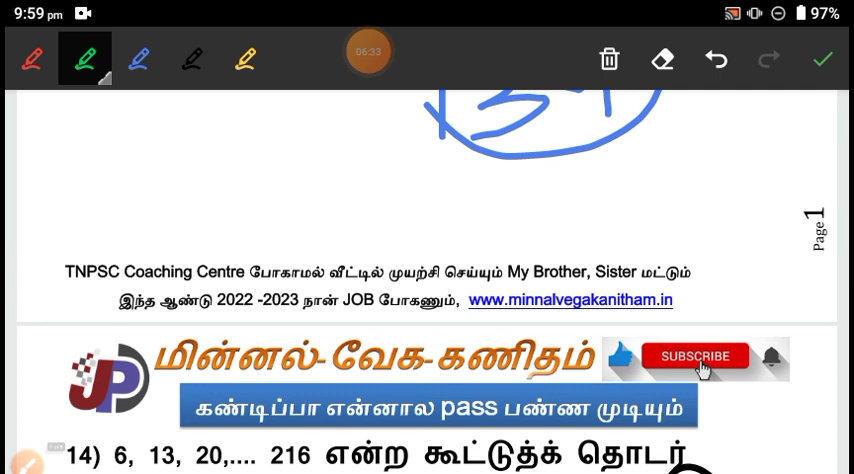 9:59 pm
97%
06:33
34
Page 1
TNPSC Coaching Centre போகாமல் வீட்டில் முயற்சி செய்யும் My Brother, Sister மட்டும்
இந்த ஆண்டு 2022 -2023 நான் JOB போகணும், www.minnalvegakanitham.in
JP
மின்னல்-வேக-கணிதம்
SUBSCRIBE
கண்டிப்பா என்னால pass பண்ண முடியும்
14) 6, 13, 20,.... 216 என்ற கூட்டுத்க் தொடர்